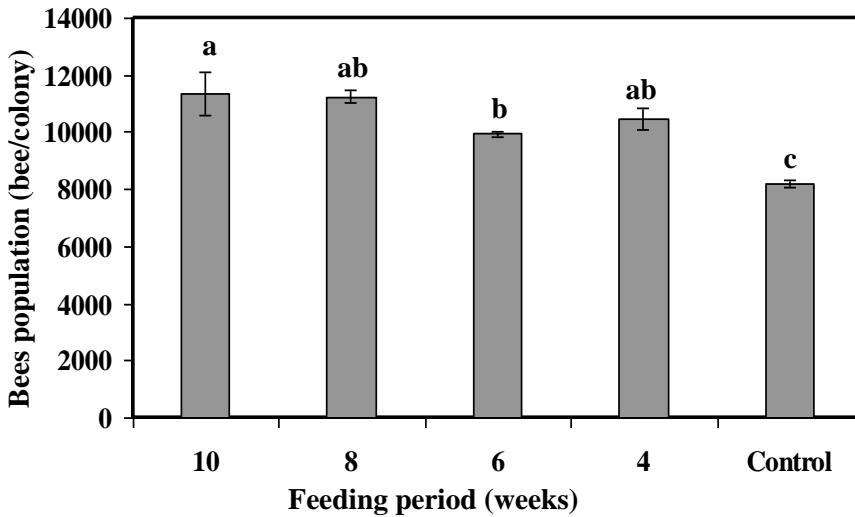 Bees population (bee/colony)
14000
12000
10000
8000
6000
4000
2000
0
a
ab
b
ab
c
10 8 6 4 Control
Feeding period (weeks)